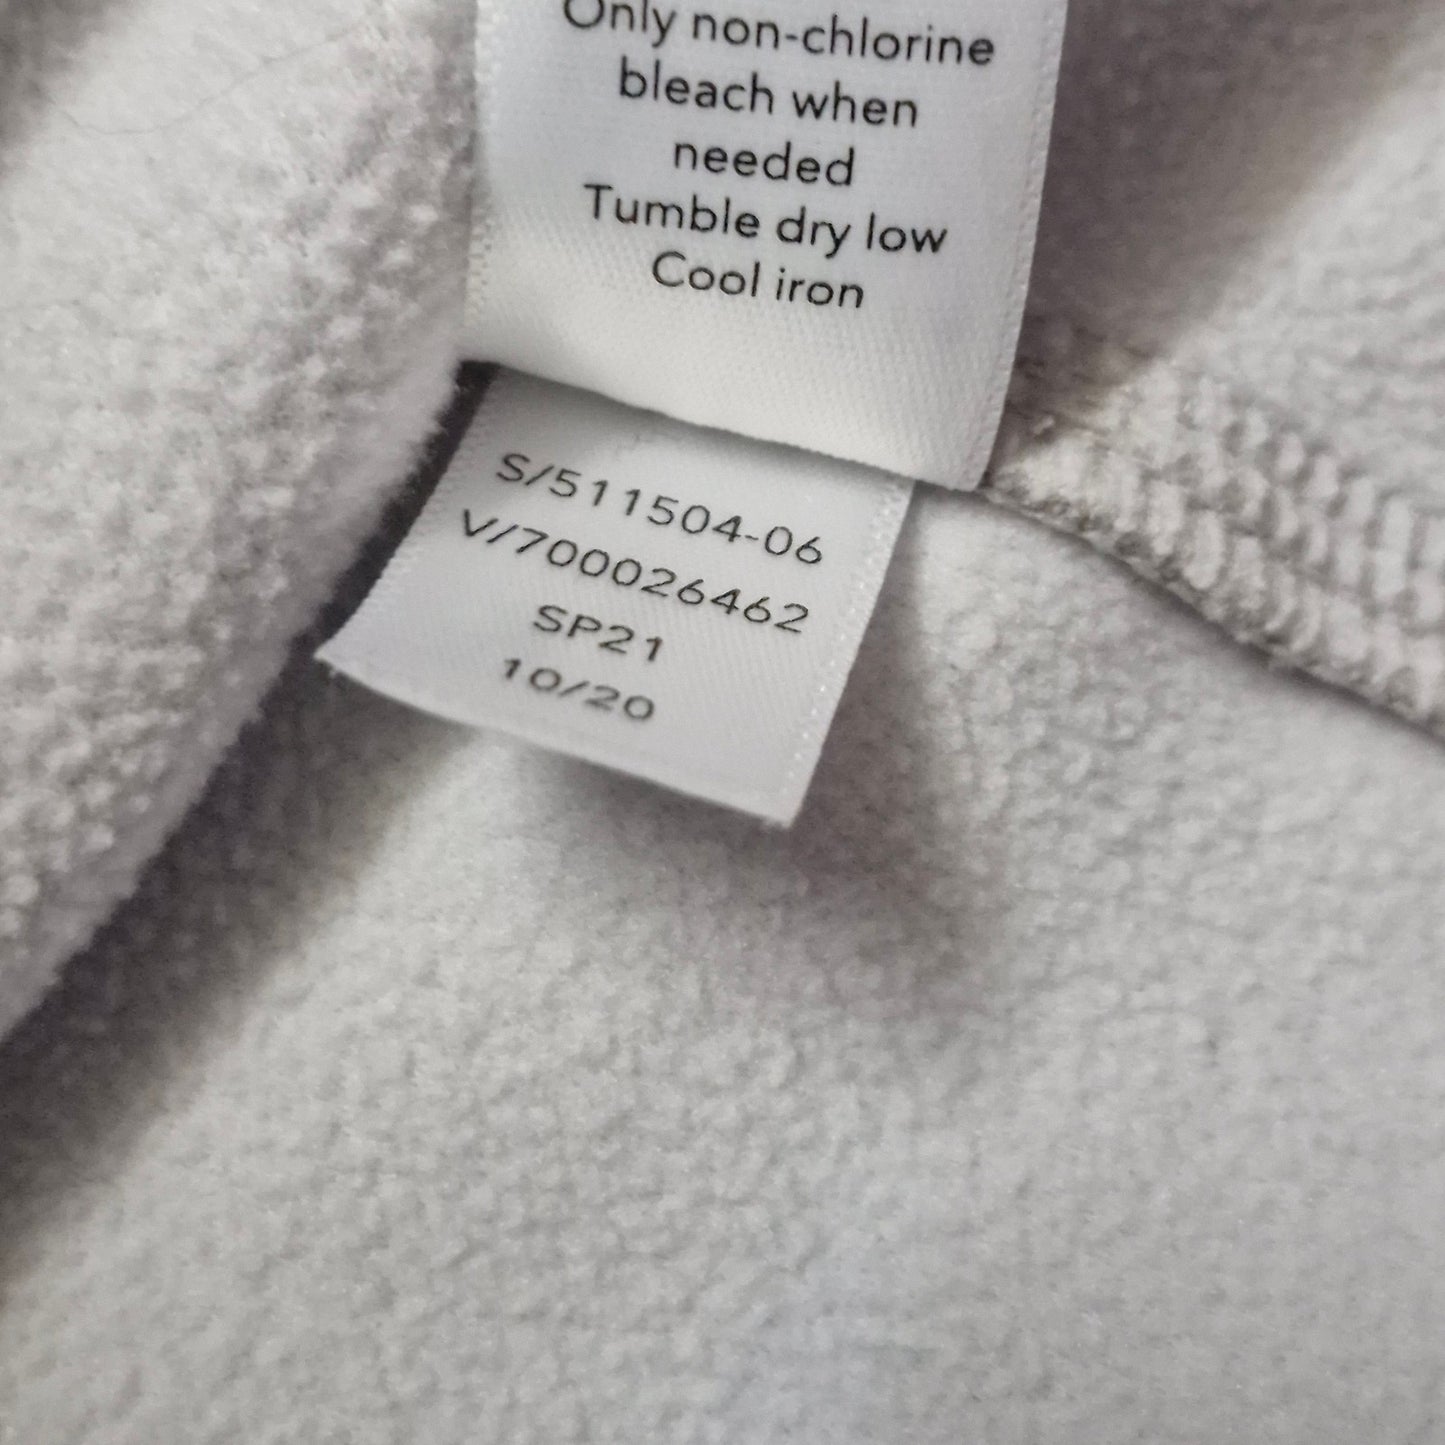 Only non-chlorine
bleach when
needed
Tumble dry low
Cool iron
S/511504-06
V/700026462
SP21
10/20